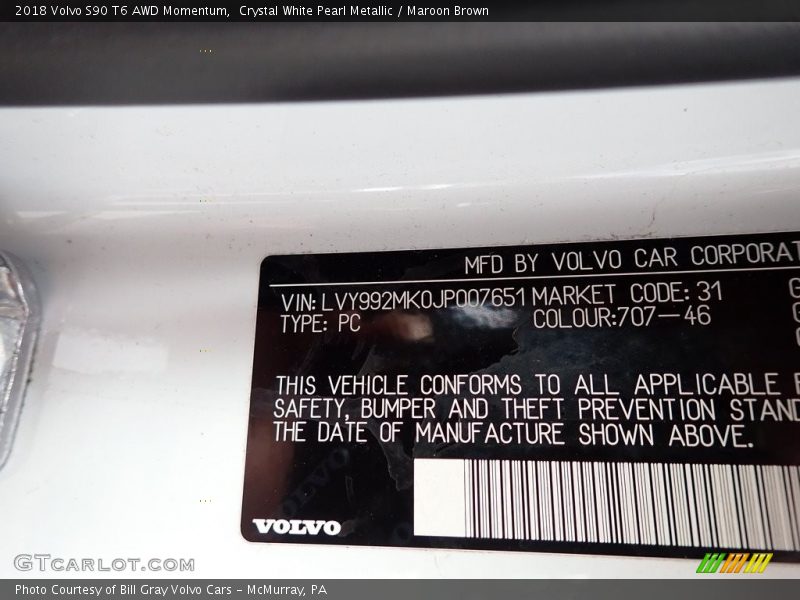 2018 Volvo S90 T6 AWD Momentum, Crystal White Pearl Metallic / Maroon Brown
MFD BY VOLVO CAR CORPORAT
VIN: LVY992MK0JP007651 MARKET CODE: 31
TYPE: PC COLOUR:707-46
THIS VEHICLE CONFORMS TO ALL APPLICABLE
SAFETY, BUMPER AND THEFT PREVENTION STAND
THE DATE OF MANUFACTURE SHOWN ABOVE.
VOLVO
GTCARLOT.COM
Photo Courtesy of Bill Gray Volvo Cars - McMurray, PA